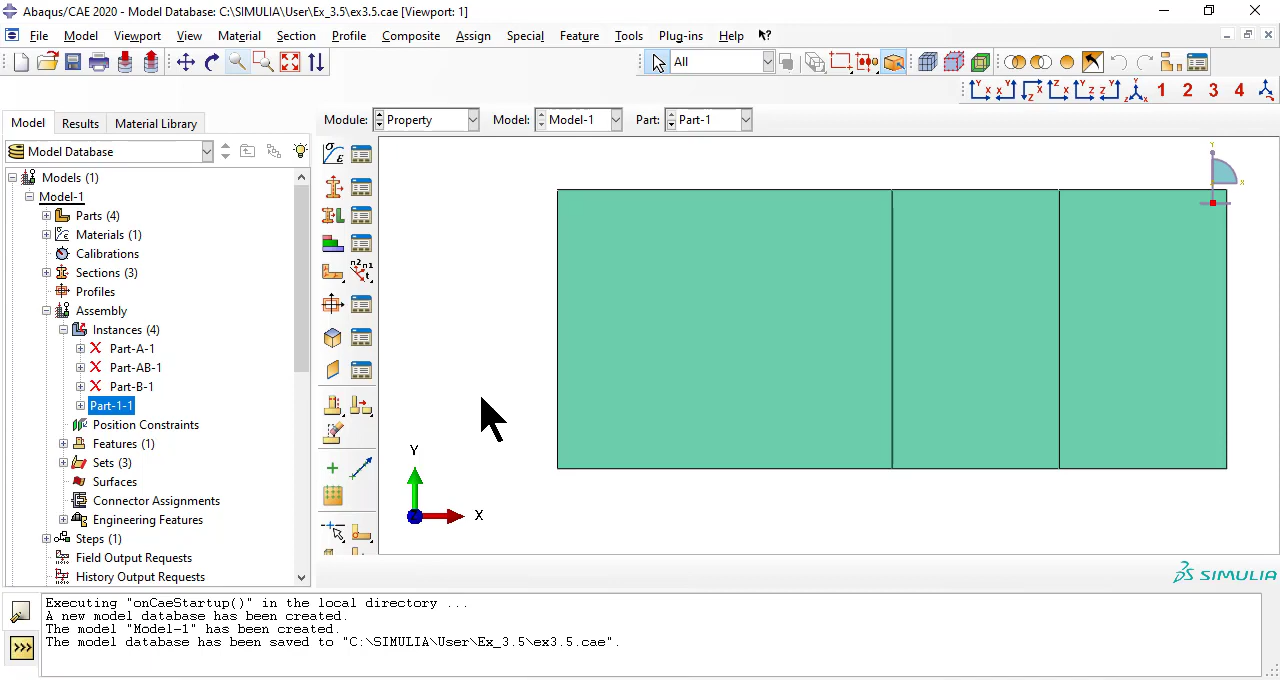 Abaqus/CAE 2020 - Model Database: C:\SIMULIA\User\Ex_3.5\ex3.5.cae [Viewport: 1]
File Model Viewport View Material Section Profile Composite Assign Special Feature Tools Plug-ins Help
All
1 2 3 4
Model Results Material Library
Module: Property Model: Model-1 Part: Part-1
Model Database
Models (1)
Model-1
Parts (4)
Materials (1)
Calibrations
Sections (3)
Profiles
Assembly
Instances (4)
Part-A-1
Part-AB-1
Part-B-1
Part-1-1
Position Constraints
Features (1)
Sets (3)
Surfaces
Connector Assignments
Engineering Features
Steps (1)
Field Output Requests
History Output Requests
Y
X
Y
X
SIMULIA
Executing "onCaeStartup()" in the local directory ...
A new model database has been created.
The model "Model-1" has been created.
The model database has been saved to "C:\SIMULIA\User\Ex_3.5\ex3.5.cae".